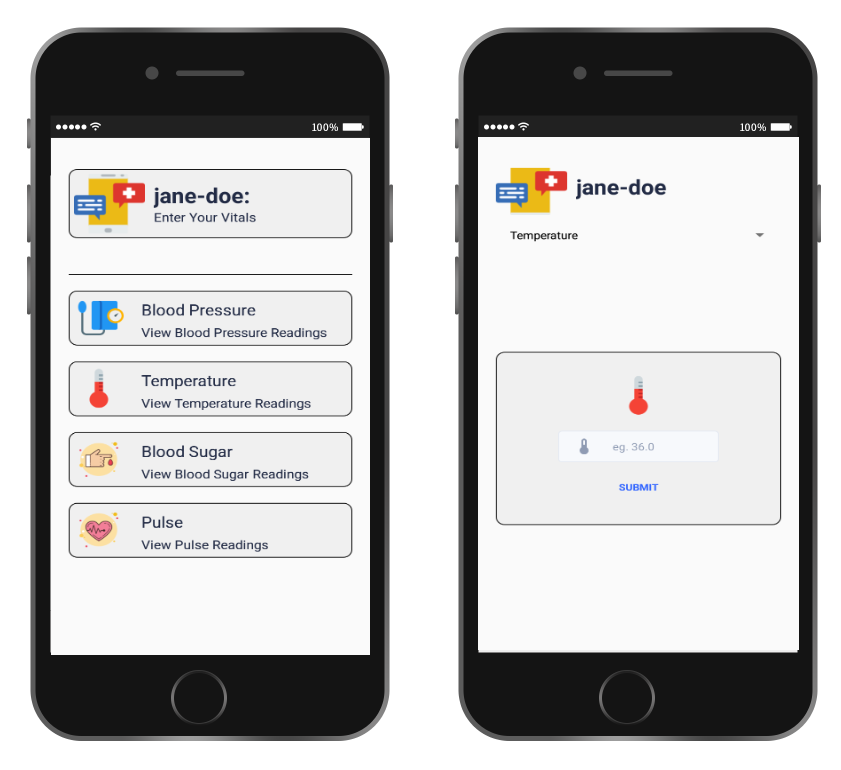 100%
jane-doe:
Enter Your Vitals
Blood Pressure
View Blood Pressure Readings
Temperature
View Temperature Readings
Blood Sugar
View Blood Sugar Readings
Pulse
View Pulse Readings
100%
jane-doe
Temperature
eg. 36.0
SUBMIT